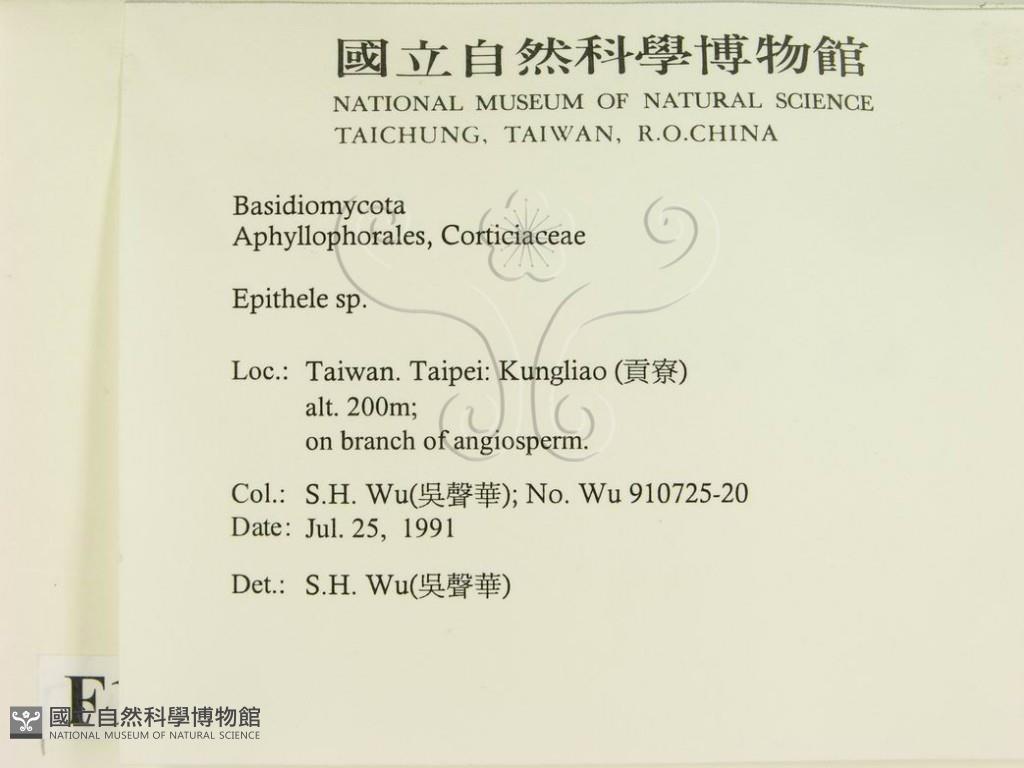 國立自然科學博物館
NATIONAL MUSEUM OF NATURAL SCIENCE
TAICHUNG, TAIWAN, R.O.CHINA
Basidiomycota
Aphyllophorales, Corticiaceae
Epithele sp.
Loc.: Taiwan. Taipei: Kungliao (貢寮)
alt. 200m;
on branch of angiosperm.
Col.: S.H. Wu(吳聲華); No. Wu 910725-20
Date: Jul. 25, 1991
Det.: S.H. Wu(吳聲華)
F
國立自然科學博物館
NATIONAL MUSEUM OF NATURAL SCIENCE